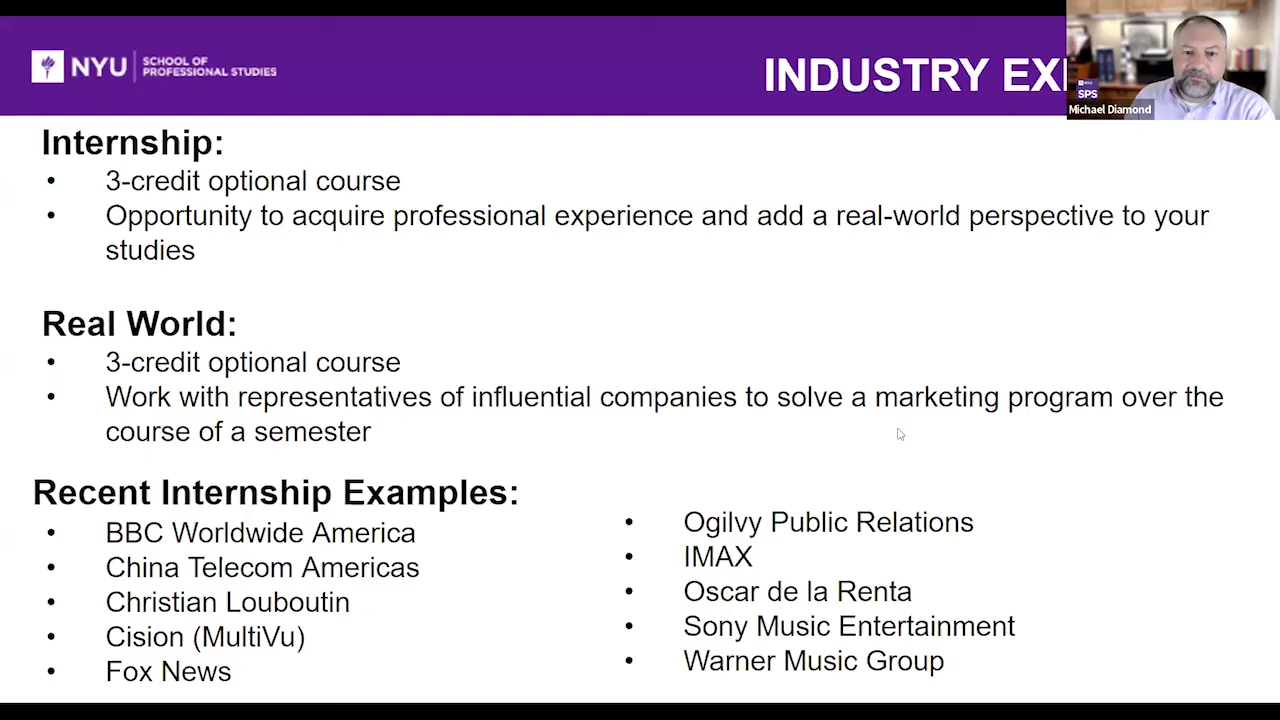 NYU
SCHOOL OF
PROFESSIONAL STUDIES
INDUSTRY
NYU
SPS
Michael Diamond
Internship:
• 3-credit optional course
• Opportunity to acquire professional experience and add a real-world perspective to your
studies
Real World:
• 3-credit optional course
• Work with representatives of influential companies to solve a marketing program over the
course of a semester
Recent Internship Examples:
• BBC Worldwide America
• China Telecom Americas
• Christian Louboutin
• Cision (MultiVu)
• Fox News
• Ogilvy Public Relations
• IMAX
• Oscar de la Renta
• Sony Music Entertainment
• Warner Music Group